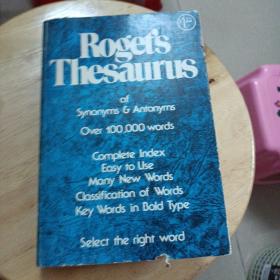 Roget's
Thesaurus
of
Synonyms & Antonyms
Over 100,000 words
Complete Index
Easy to Use
Many New Words
Classification of Words
Key Words in Bold Type
Select the right word